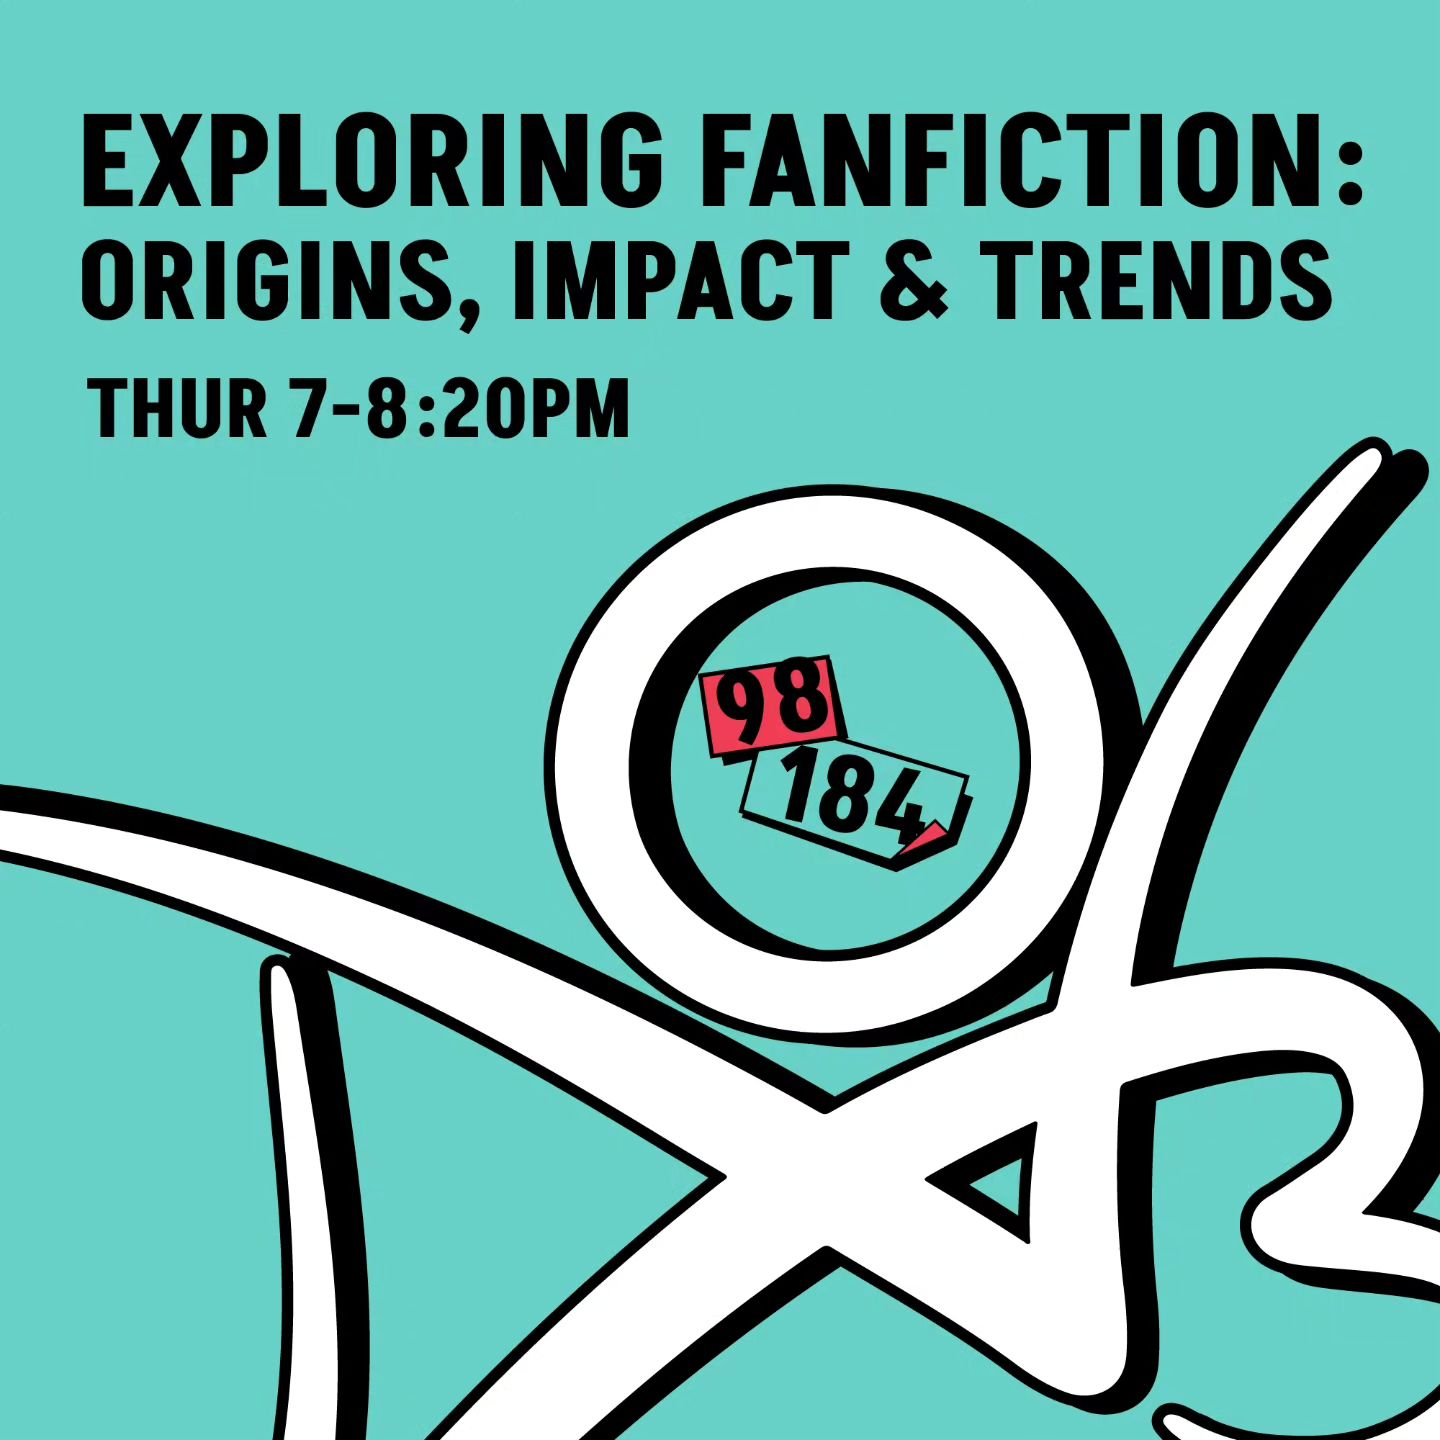 EXPLORING FANFICTION:
ORIGINS, IMPACT & TRENDS
THUR 7-8:20PM
98
184